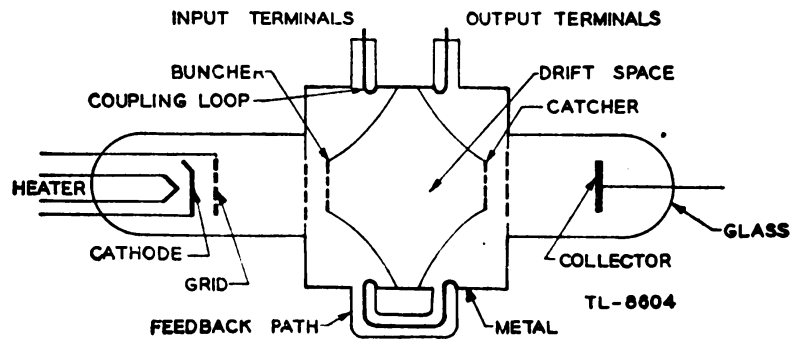 INPUT TERMINALS
OUTPUT TERMINALS
BUNCHER
DRIFT SPACE
COUPLING LOOP
CATCHER
HEATER
GLASS
CATHODE
COLLECTOR
GRID
TL-8604
FEEDBACK PATH
METAL